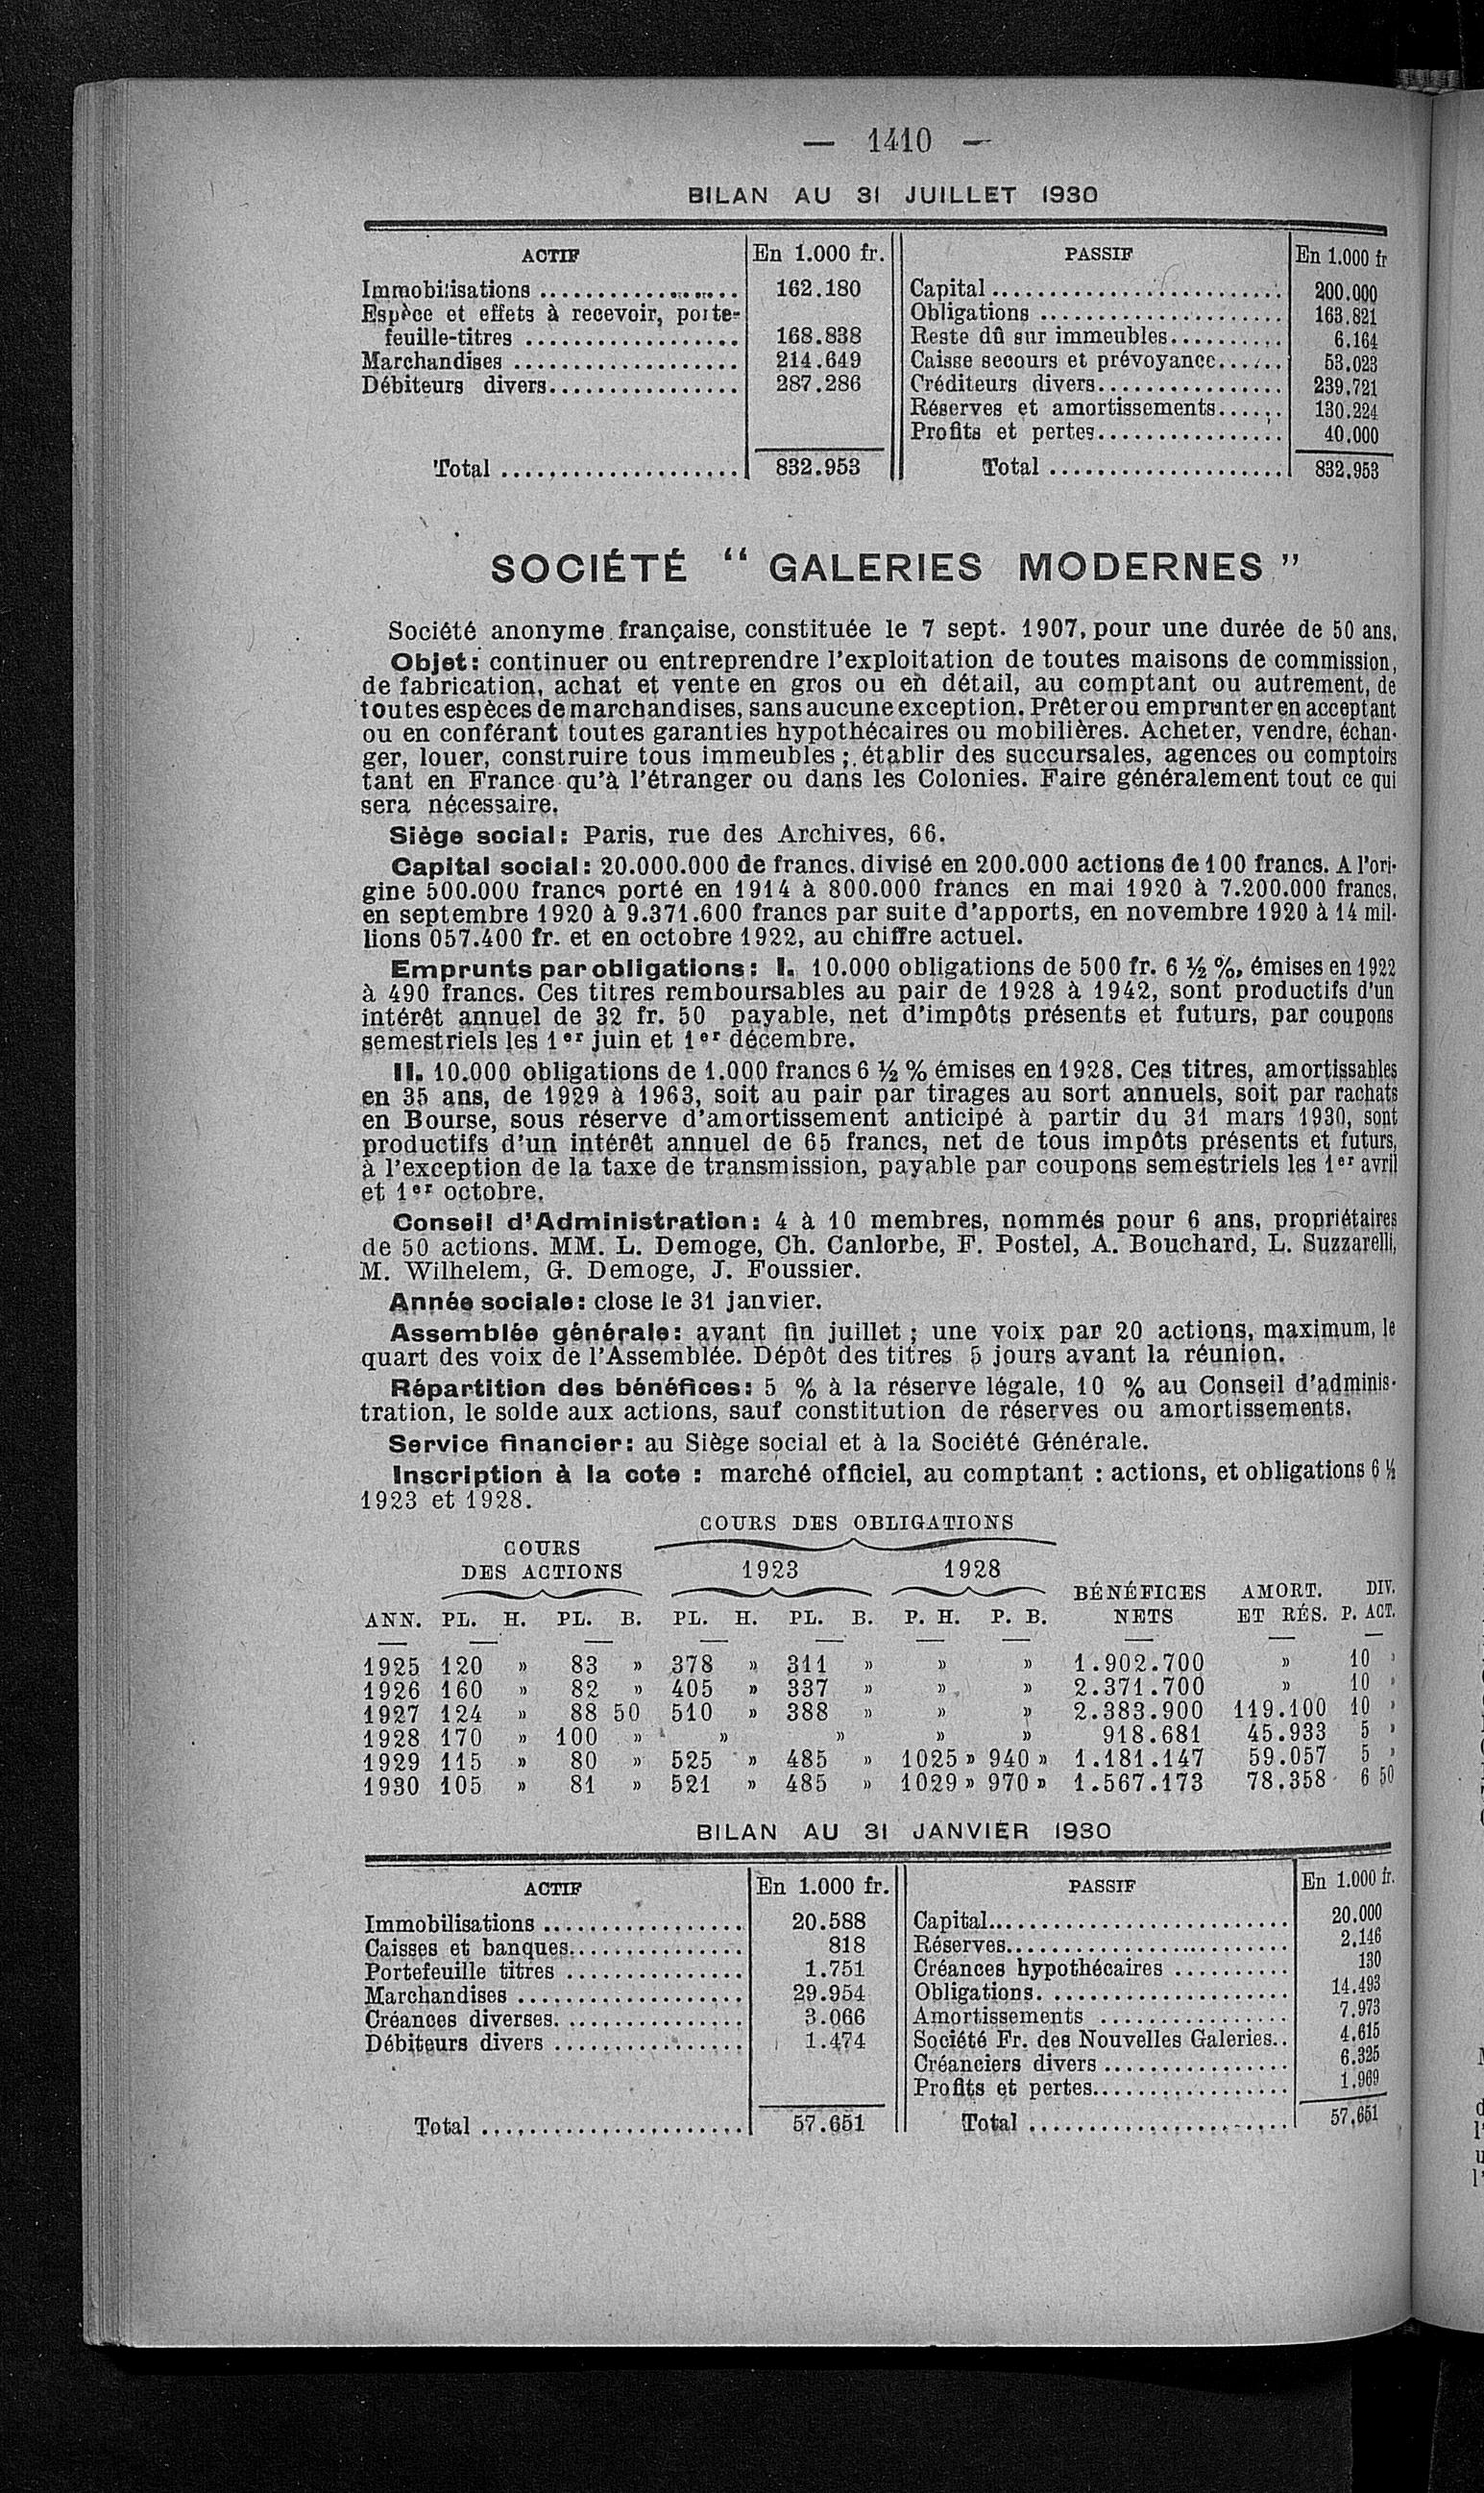 — 1410 —
BILAN AU 31 JUILLET 1930
ACTIF En 1.000 fr. PASSIF En 1.000 fr
Immobilisations .................. 162.180 Capital .......................... 200.000
Espèce et effets à recevoir, porte- Obligations ..................... 163.821
feuille-titres .................. 168.838 Reste dû sur immeubles.......... 6.164
Marchandises ................... 214.649 Caisse secours et prévoyance...... 53.023
Débiteurs divers................ 287.286 Créditeurs divers................ 239.721
Réserves et amortissements...... 130.224
Profits et pertes................ 40.000
Total .................... 832.953 Total .................... 832.953
SOCIÉTÉ “ GALERIES MODERNES ”
Société anonyme française, constituée le 7 sept. 1907, pour une durée de 50 ans.
Objet : continuer ou entreprendre l'exploitation de toutes maisons de commission,
de fabrication, achat et vente en gros ou en détail, au comptant ou autrement, de
toutes espèces de marchandises, sans aucune exception. Prêter ou emprunter en acceptant
ou en conférant toutes garanties hypothécaires ou mobilières. Acheter, vendre, échan-
ger, louer, construire tous immeubles ; établir des succursales, agences ou comptoirs
tant en France qu'à l'étranger ou dans les Colonies. Faire généralement tout ce qui
sera nécessaire.
Siège social : Paris, rue des Archives, 66.
Capital social : 20.000.000 de francs, divisé en 200.000 actions de 100 francs. A l'ori-
gine 500.000 francs porté en 1914 à 800.000 francs en mai 1920 à 7.200.000 francs,
en septembre 1920 à 9.371.600 francs par suite d'apports, en novembre 1920 à 14 mil-
lions 057.400 fr. et en octobre 1922, au chiffre actuel.
Emprunts par obligations : I. 10.000 obligations de 500 fr. 6 ½ %, émises en 1922
à 490 francs. Ces titres remboursables au pair de 1928 à 1942, sont productifs d'un
intérêt annuel de 32 fr. 50 payable, net d'impôts présents et futurs, par coupons
semestriels les 1er juin et 1er décembre.
II. 10.000 obligations de 1.000 francs 6 ½ % émises en 1928. Ces titres, amortissables
en 35 ans, de 1929 à 1963, soit au pair par tirages au sort annuels, soit par rachats
en Bourse, sous réserve d'amortissement anticipé à partir du 31 mars 1930, sont
productifs d'un intérêt annuel de 65 francs, net de tous impôts présents et futurs,
à l'exception de la taxe de transmission, payable par coupons semestriels les 1er avril
et 1er octobre.
Conseil d'Administration : 4 à 10 membres, nommés pour 6 ans, propriétaires
de 50 actions. MM. L. Demoge, Ch. Canlorbe, F. Postel, A. Bouchard, L. Suzzarelli,
M. Wilhelem, G. Demoge, J. Foussier.
Année sociale : close le 31 janvier.
Assemblée générale : avant fin juillet ; une voix par 20 actions, maximum, le
quart des voix de l'Assemblée. Dépôt des titres 5 jours avant la réunion.
Répartition des bénéfices : 5 % à la réserve légale, 10 % au Conseil d'adminis-
tration, le solde aux actions, sauf constitution de réserves ou amortissements.
Service financier : au Siège social et à la Société Générale.
Inscription à la cote : marché officiel, au comptant : actions, et obligations 6 ½
1923 et 1928.
COURS DES OBLIGATIONS
COURS
DES ACTIONS 1923 1928
BÉNÉFICES AMORT. DIV.
ANN. PL. H. PL. B. PL. H. PL. B. P. H. P. B. NETS ET RÉS. P. ACT.
1925 120 » 83 » 378 » 311 » » » 1.902.700 » 10 »
1926 160 » 82 » 405 » 337 » » » 2.371.700 » 10 »
1927 124 » 88 50 510 » 388 » » » 2.383.900 119.100 10 »
1928 170 » 100 » » » » » 918.681 45.933 5 »
1929 115 » 80 » 525 » 485 » 1025 » 940 » 1.181.147 59.057 5 »
1930 105 » 81 » 521 » 485 » 1029 » 970 » 1.567.173 78.358 6 50
BILAN AU 31 JANVIER 1930
ACTIF En 1.000 fr. PASSIF En 1.000 fr.
Immobilisations ................. 20.588 Capital.......................... 20.000
Caisses et banques............... 818 Réserves........................ 2.146
Portefeuille titres ............... 1.751 Créances hypothécaires .......... 130
Marchandises ................... 29.954 Obligations. .................... 14.493
Créances diverses. ............... 3.066 Amortissements ................ 7.973
Débiteurs divers ................ 1.474 Société Fr. des Nouvelles Galeries.. 4.615
Créanciers divers ................ 6.325
Profits et pertes.................. 1.969
Total ...................... 57.651 Total ...................... 57.651